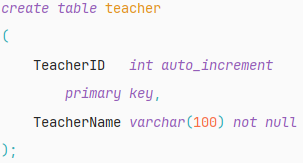 create table teacher
(
    TeacherID   int auto_increment
        primary key,
    TeacherName varchar(100) not null
);